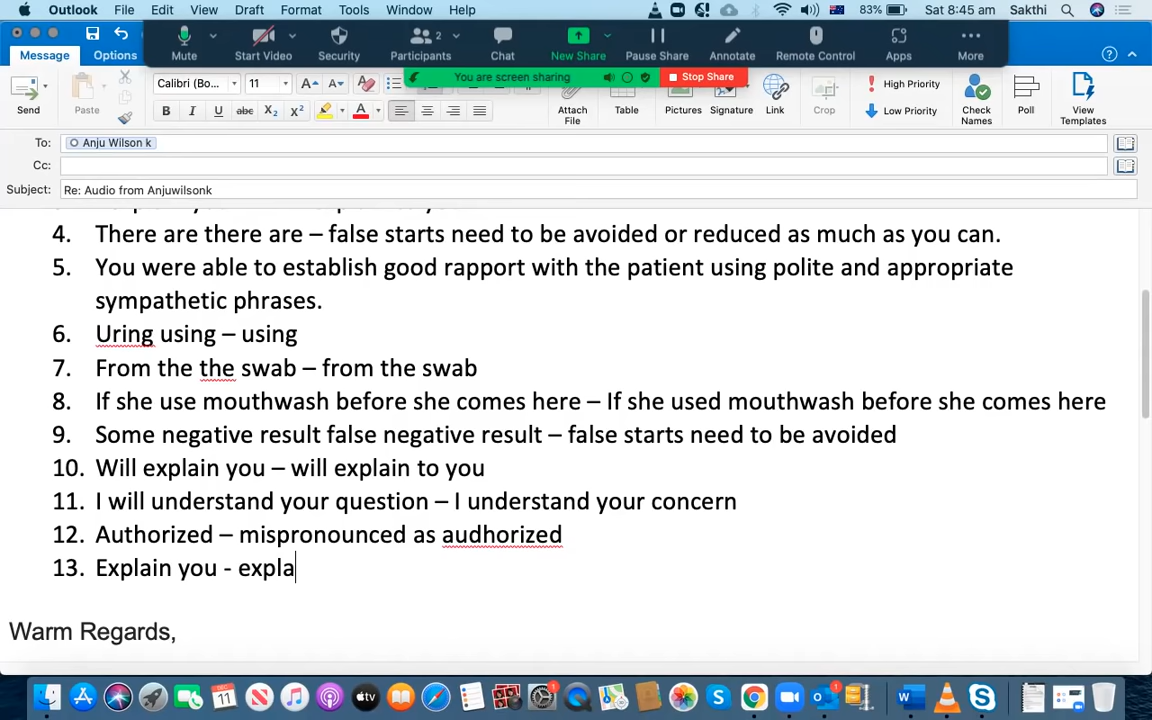 Outlook File Edit View Draft Format Tools Window Help 83% Sat 8:45 am Sakthi
Mute Start Video Security Participants 2 Chat New Share Pause Share Annotate Remote Control Apps More
Message Options
You are screen sharing Stop Share
Send Paste Calibri (Bo... 11 A A
B I U abc X2 X2 A
Attach File Table Pictures Signature Link Crop High Priority Low Priority Check Names Poll View Templates
To: Anju Wilson k
Cc:
Subject: Re: Audio from Anjuwilsonk
4. There are there are – false starts need to be avoided or reduced as much as you can.
5. You were able to establish good rapport with the patient using polite and appropriate
sympathetic phrases.
6. Uring using – using
7. From the the swab – from the swab
8. If she use mouthwash before she comes here – If she used mouthwash before she comes here
9. Some negative result false negative result – false starts need to be avoided
10. Will explain you – will explain to you
11. I will understand your question – I understand your concern
12. Authorized – mispronounced as audhorized
13. Explain you - expla
Warm Regards,